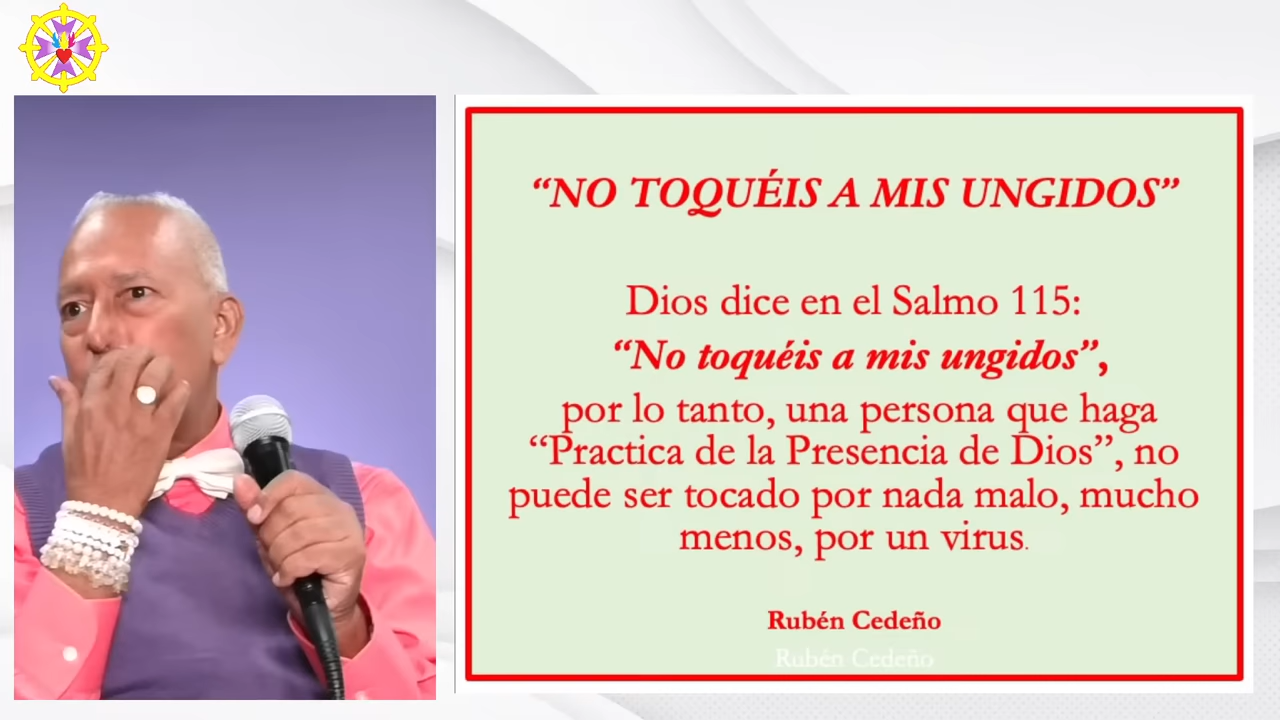 “NO TOQUÉIS A MIS UNGIDOS”
Dios dice en el Salmo 115:
“No toquéis a mis ungidos”,
por lo tanto, una persona que haga
“Practica de la Presencia de Dios”, no
puede ser tocado por nada malo, mucho
menos, por un virus.
Rubén Cedeño
Rubén Cedeño